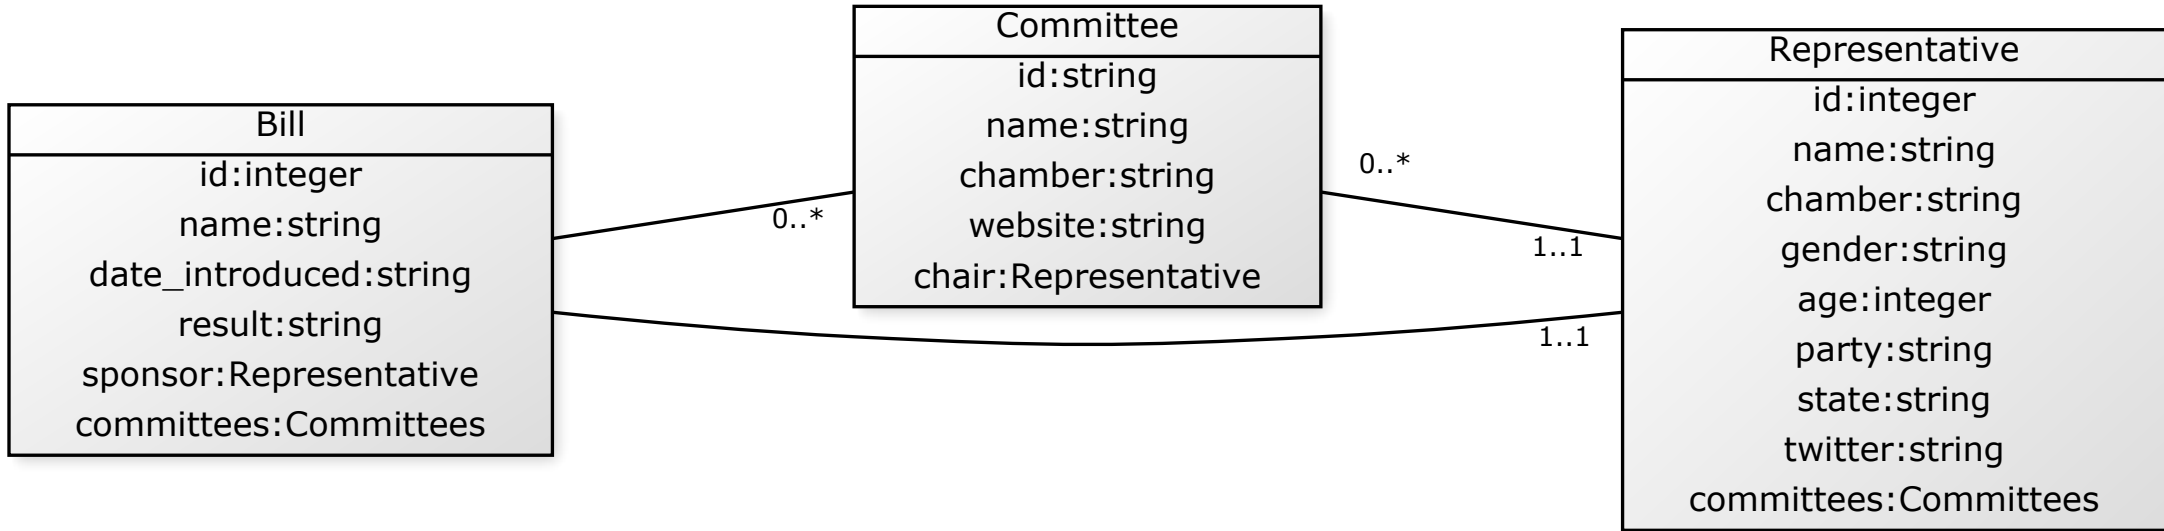 Bill
id:integer
name:string
date_introduced:string
result:string
sponsor:Representative
committees:Committees
0..*
Committee
id:string
name:string
chamber:string
website:string
chair:Representative
0..*
1..1
1..1
Representative
id:integer
name:string
chamber:string
gender:string
age:integer
party:string
state:string
twitter:string
committees:Committees